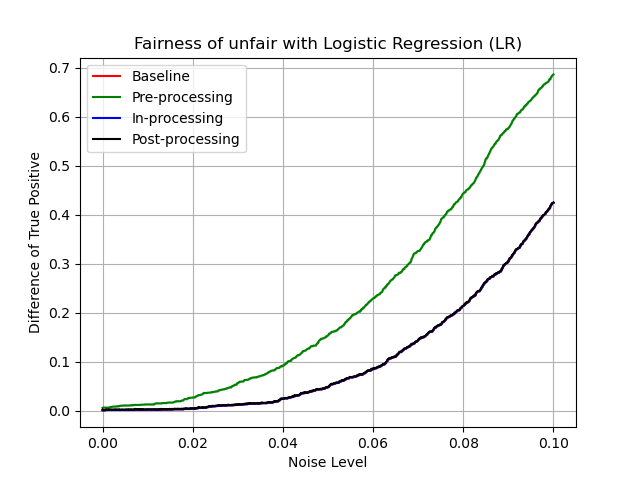 Fairness of unfair with Logistic Regression (LR)
Baseline
Pre-processing
In-processing
Post-processing
Difference of True Positive
0.7
0.6
0.5
0.4
0.3
0.2
0.1
0.0
0.00 0.02 0.04 0.06 0.08 0.10
Noise Level